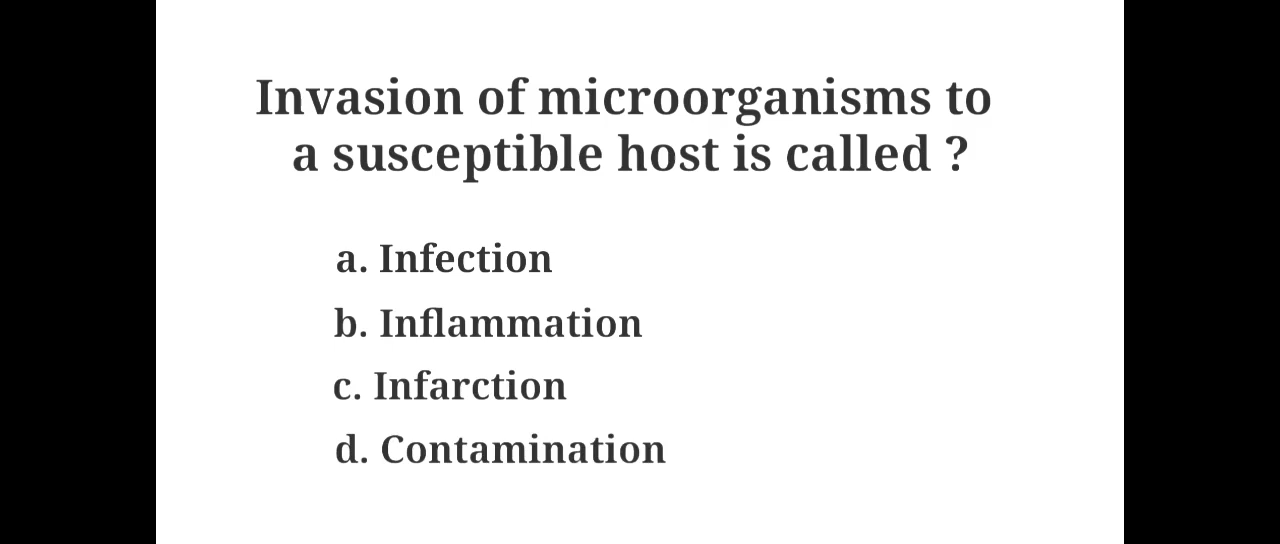 Invasion of microorganisms to
a susceptible host is called ?
a. Infection
b. Inflammation
c. Infarction
d. Contamination